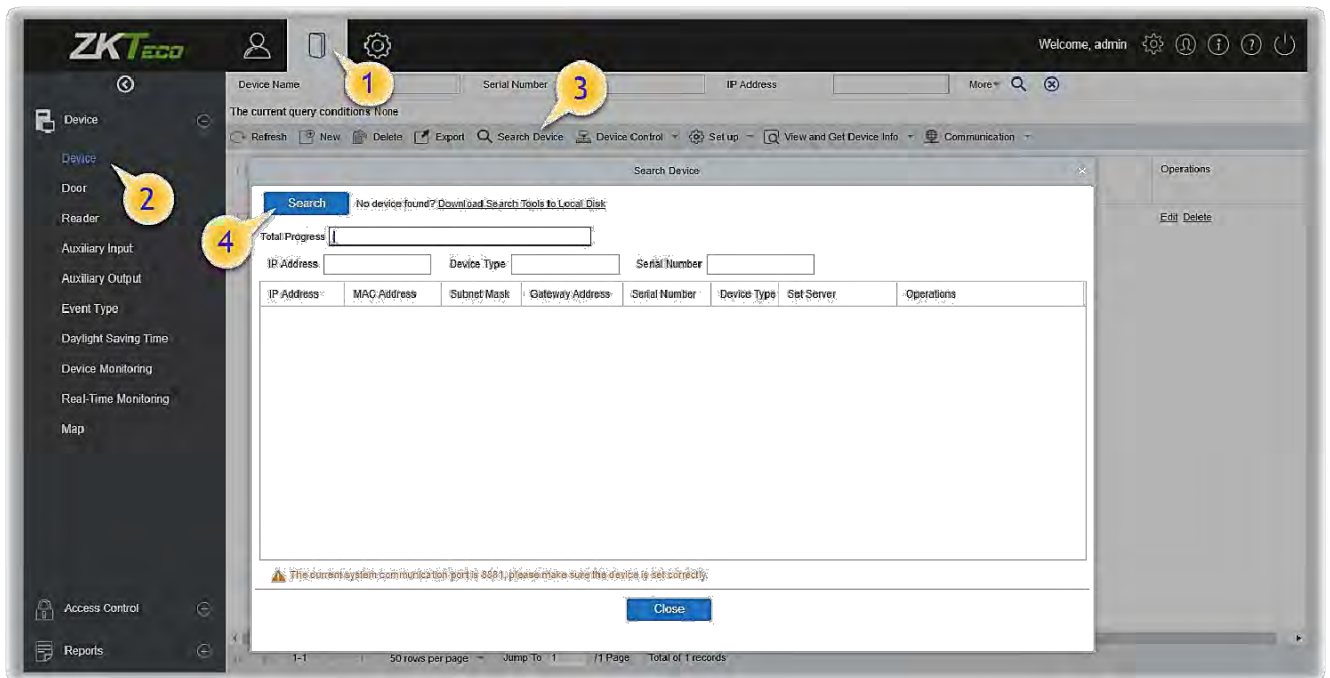 ZKTECO
Welcome, admin
1
Device Name Serial Number IP Address More
3
The current query conditions None
Refresh New Delete Export Search Device Device Control Set up View and Get Device Info Communication
Device
Device
Door
Reader
Auxiliary Input
Auxiliary Output
Event Type
Daylight Saving Time
Device Monitoring
Real-Time Monitoring
Map
Access Control
Reports
2
Search Device
Operations
Edit Delete
Search No device found? Download Search Tools to Local Disk
4
Total Progress
IP Address Device Type Serial Number
IP Address MAC Address Subnet Mask Gateway Address Serial Number Device Type Set Server Operations
The current system communication port is 8881, please make sure the device is set correctly.
Close
1-1 50 rows per page Jump To 1 /1 Page Total of 1 records